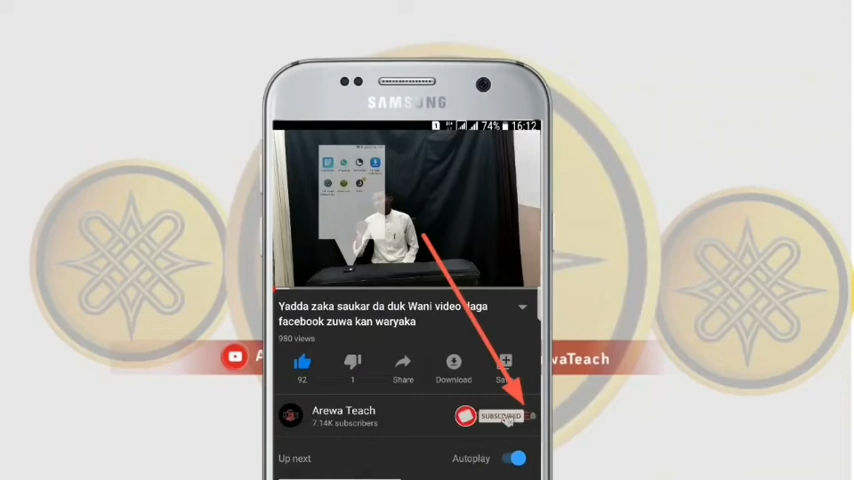 SAMSUNG
1 74% 16:12
Yadda zaka saukar da duk Wani video daga
facebook zuwa kan waryaka
980 views
92 1 Share Download
Arewa Teach
7.14K subscribers
SUBSCRIBED
Up next Autoplay